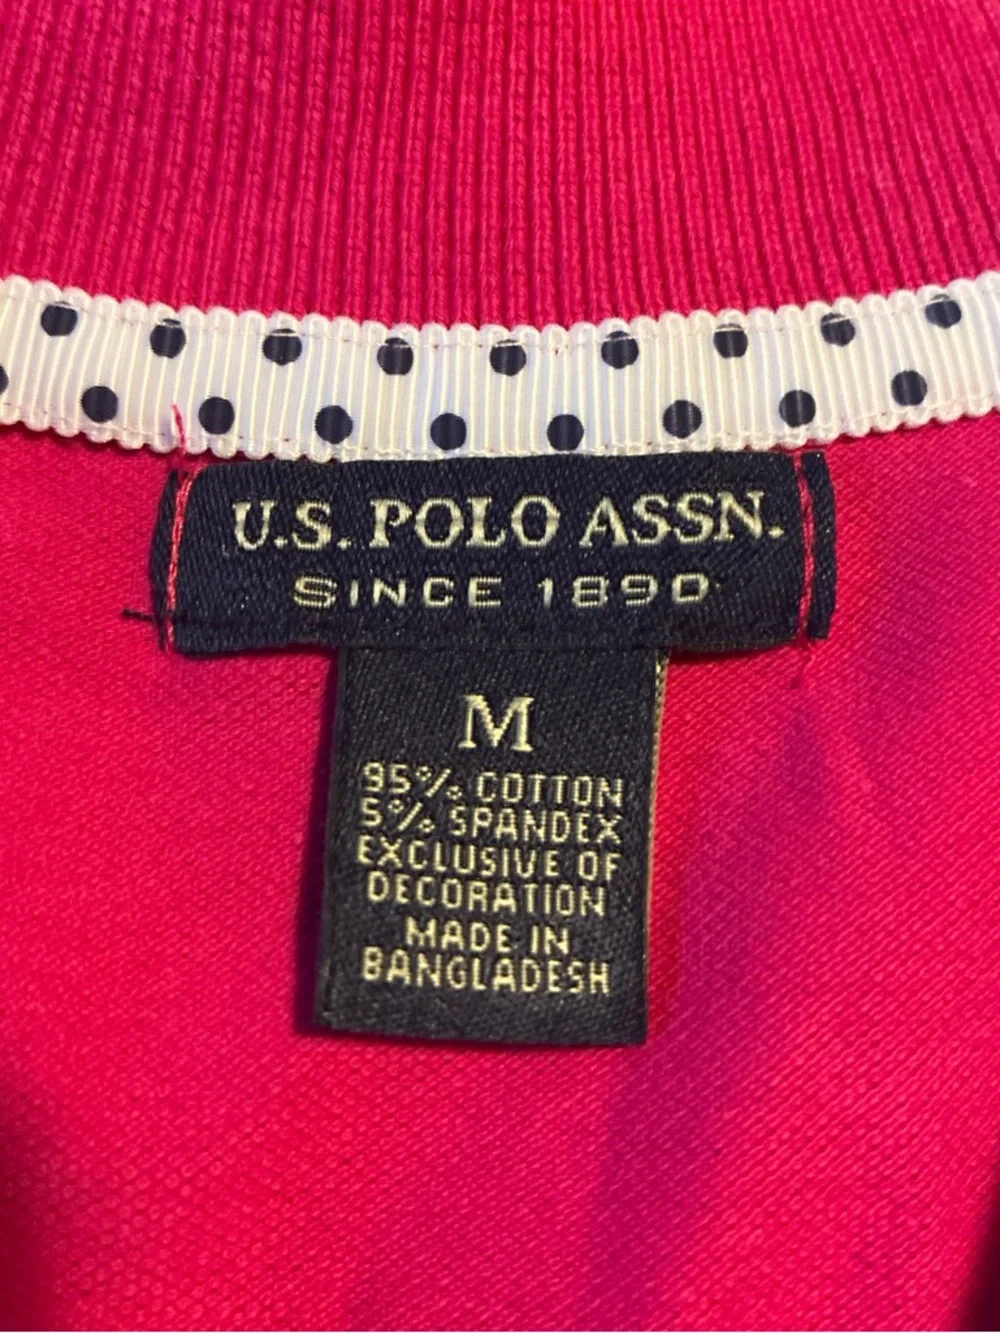 U.S. POLO ASSN.
SINCE 1890
M
95% COTTON
5% SPANDEX
EXCLUSIVE OF
DECORATION
MADE IN
BANGLADESH